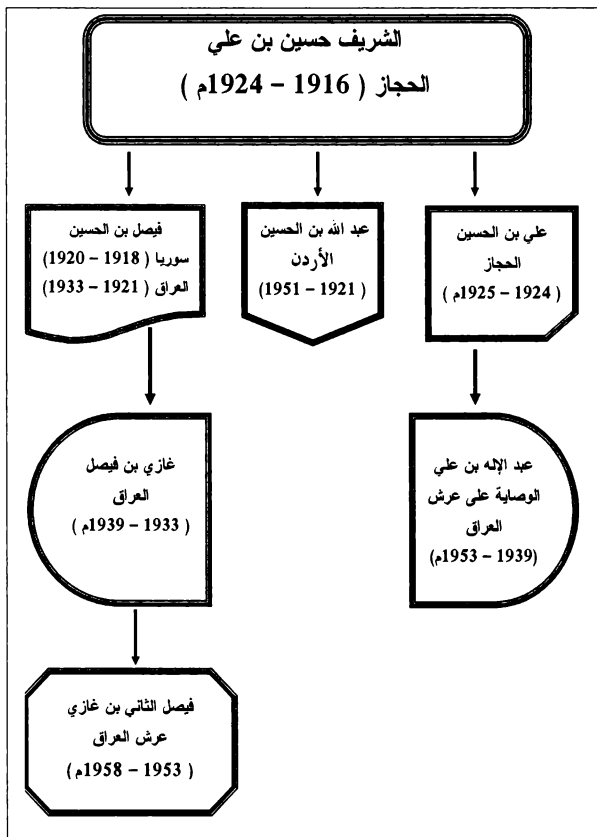 الشريف حسين بن علي
الحجاز ( 1916 – 1924م )
علي بن الحسين
الحجاز
( 1924 – 1925م )
عبد الله بن الحسين
الأردن
(1921 – 1951)
فيصل بن الحسين
سوريا ( 1918 – 1920)
العراق ( 1921 – 1933)
عبد الإله بن علي
الوصاية على عرش
العراق
(1939 – 1953م)
غازي بن فيصل
العراق
( 1933 – 1939م )
فيصل الثاني بن غازي
عرش العراق
( 1953 – 1958م )